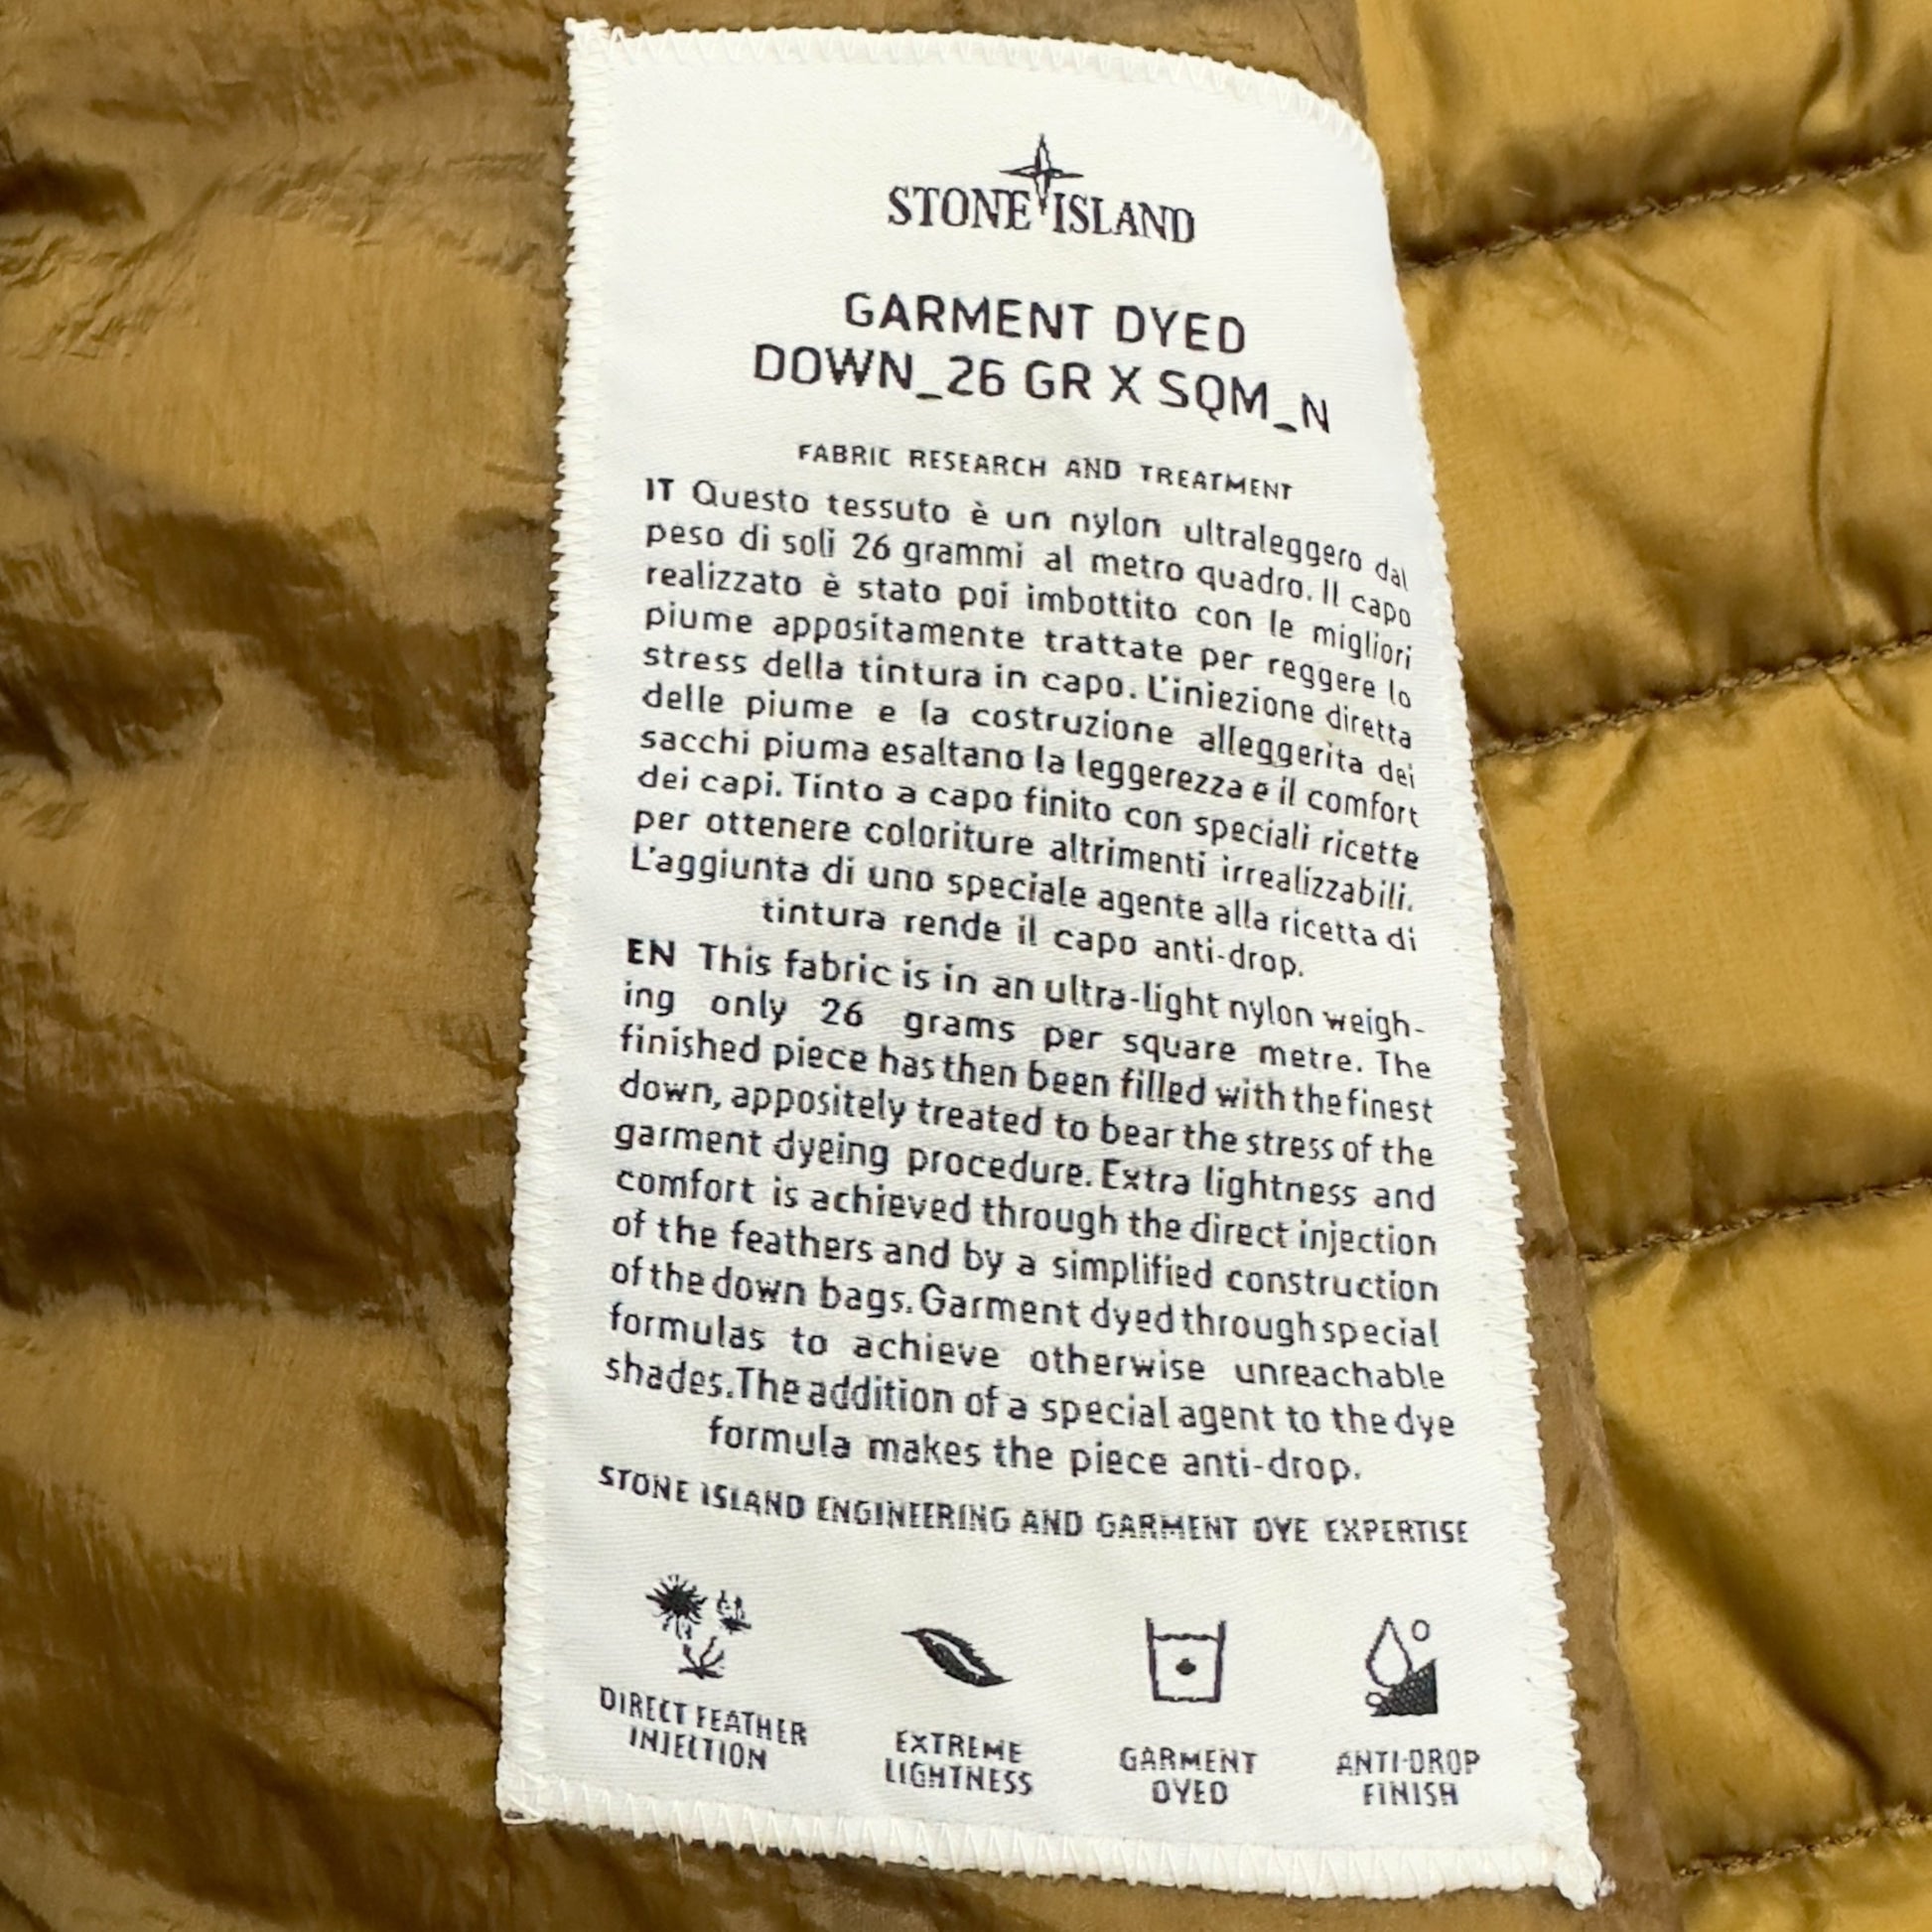 STONE ISLAND
GARMENT DYED
DOWN_26 GR X SQM_N
FABRIC RESEARCH AND TREATMENT
IT Questo tessuto è un nylon ultraleggero dal
peso di soli 26 grammi al metro quadro. Il capo
realizzato è stato poi imbottito con le migliori
piume appositamente trattate per reggere lo
stress della tintura in capo. L'iniezione diretta
delle piume e la costruzione alleggerita dei
sacchi piuma esaltano la leggerezza e il comfort
dei capi. Tinto a capo finito con speciali ricette
per ottenere coloriture altrimenti irrealizzabili.
L'aggiunta di uno speciale agente alla ricetta di
tintura rende il capo anti-drop.
EN This fabric is in an ultra-light nylon weigh-
ing only 26 grams per square metre. The
finished piece has then been filled with the finest
down, appositely treated to bear the stress of the
garment dyeing procedure. Extra lightness and
comfort is achieved through the direct injection
of the feathers and by a simplified construction
of the down bags. Garment dyed through special
formulas to achieve otherwise unreachable
shades. The addition of a special agent to the dye
formula makes the piece anti-drop.
STONE ISLAND ENGINEERING AND GARMENT DYE EXPERTISE
DIRECT FEATHER
INJECTION
EXTREME
LIGHTNESS
GARMENT
DYED
ANTI-DROP
FINISH